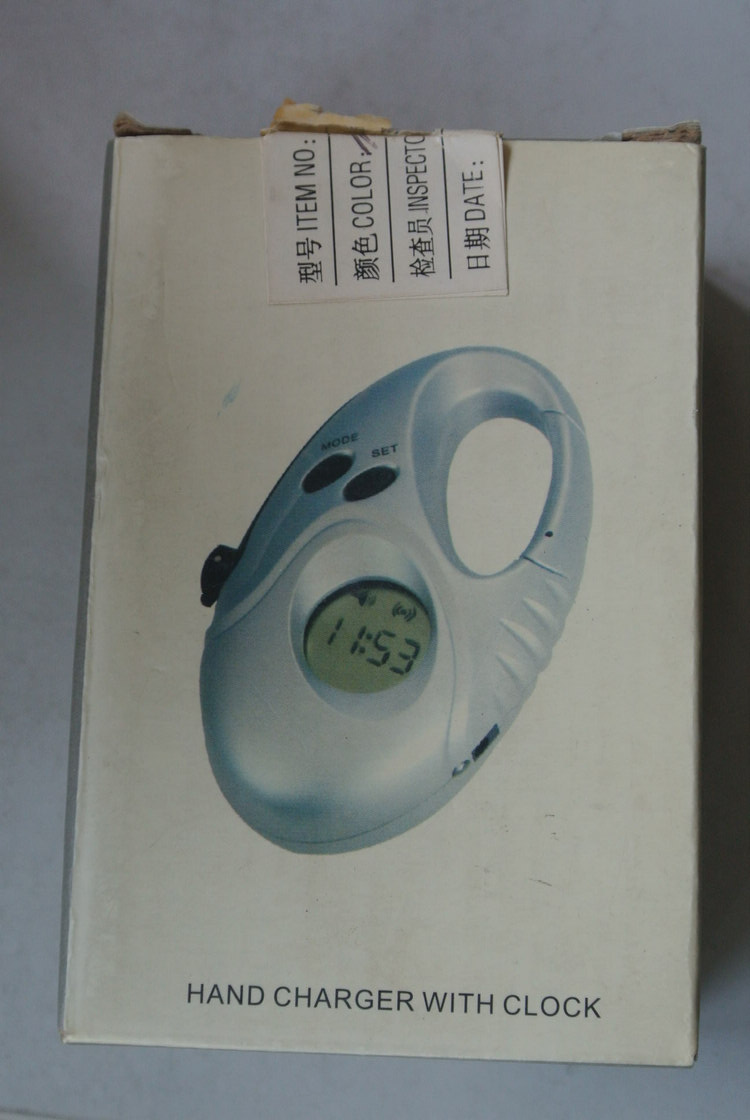 型号 ITEM NO:
颜色 COLOR:
检查员 INSPECTO
日期 DATE:
MODE
SET
11:53
HAND CHARGER WITH CLOCK